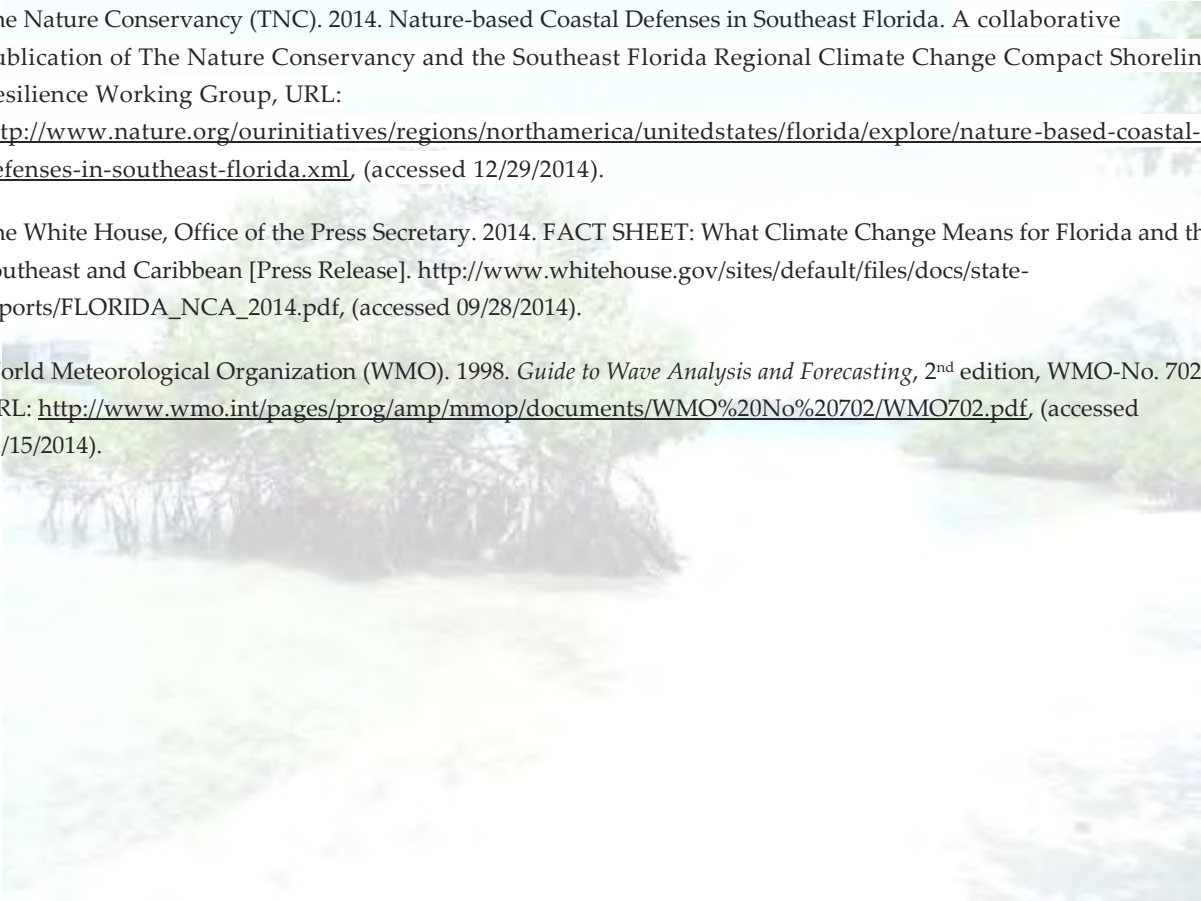 he Nature Conservancy (TNC). 2014. Nature-based Coastal Defenses in Southeast Florida. A collaborative
ublication of The Nature Conservancy and the Southeast Florida Regional Climate Change Compact Shorelin
esilience Working Group, URL:
tp://www.nature.org/ourinitiatives/regions/northamerica/unitedstates/florida/explore/nature-based-coastal-
efenses-in-southeast-florida.xml, (accessed 12/29/2014).
he White House, Office of the Press Secretary. 2014. FACT SHEET: What Climate Change Means for Florida and th
outheast and Caribbean [Press Release]. http://www.whitehouse.gov/sites/default/files/docs/state-
ports/FLORIDA_NCA_2014.pdf, (accessed 09/28/2014).
orld Meteorological Organization (WMO). 1998. Guide to Wave Analysis and Forecasting, 2nd edition, WMO-No. 702
RL: http://www.wmo.int/pages/prog/amp/mmop/documents/WMO%20No%20702/WMO702.pdf, (accessed
/15/2014).